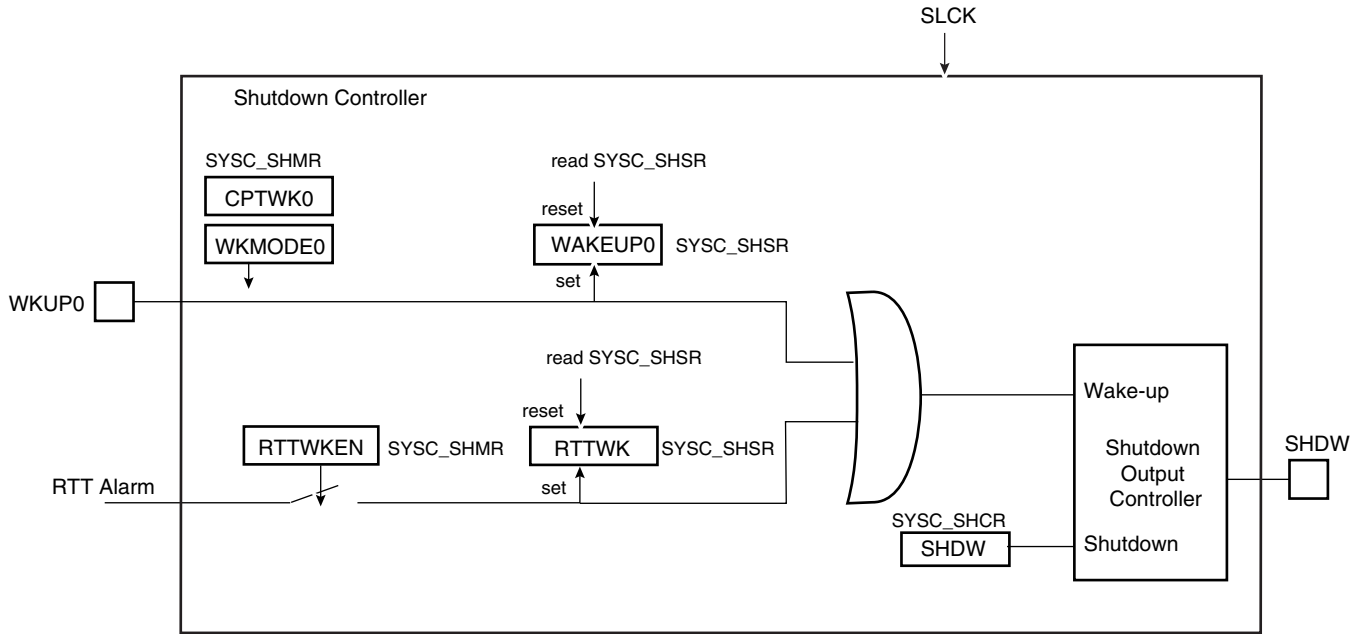 SLCK
Shutdown Controller
SYSC_SHMR
CPTWK0
WKMODE0
read SYSC_SHSR
reset
WAKEUP0
SYSC_SHSR
set
WKUP0
read SYSC_SHSR
reset
RTTWKEN
SYSC_SHMR
RTTWK
SYSC_SHSR
set
RTT Alarm
Wake-up
Shutdown
Output
Controller
SHDW
SYSC_SHCR
SHDW
Shutdown